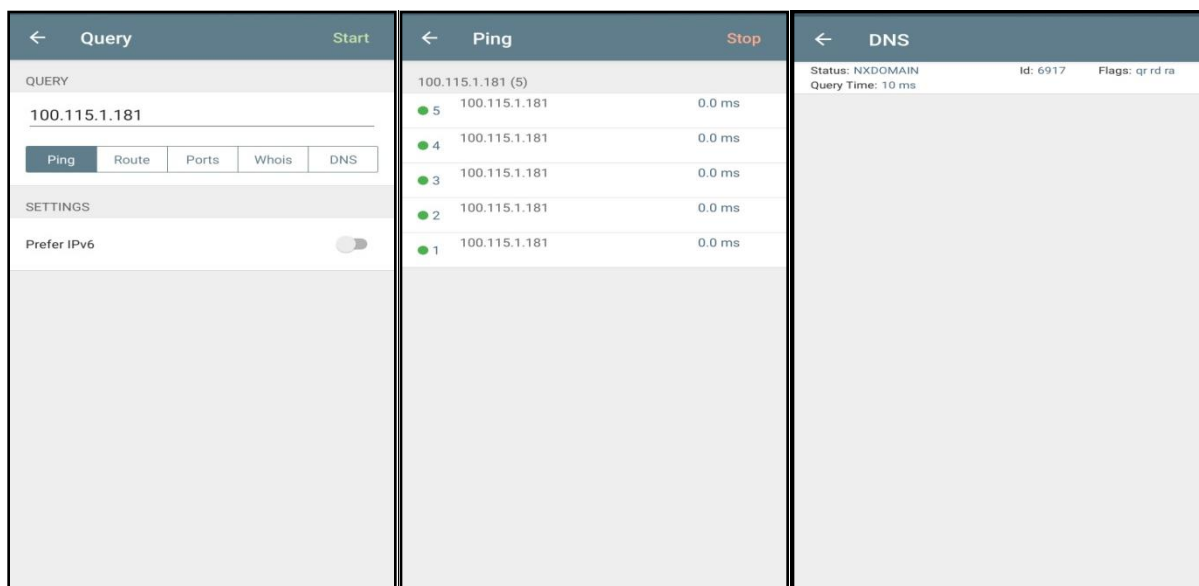 Query Start
QUERY
100.115.1.181
Ping Route Ports Whois DNS
SETTINGS
Prefer IPv6
Ping Stop
100.115.1.181 (5)
5 100.115.1.181 0.0 ms
4 100.115.1.181 0.0 ms
3 100.115.1.181 0.0 ms
2 100.115.1.181 0.0 ms
1 100.115.1.181 0.0 ms
DNS
Status: NXDOMAIN Id: 6917 Flags: qr rd ra
Query Time: 10 ms